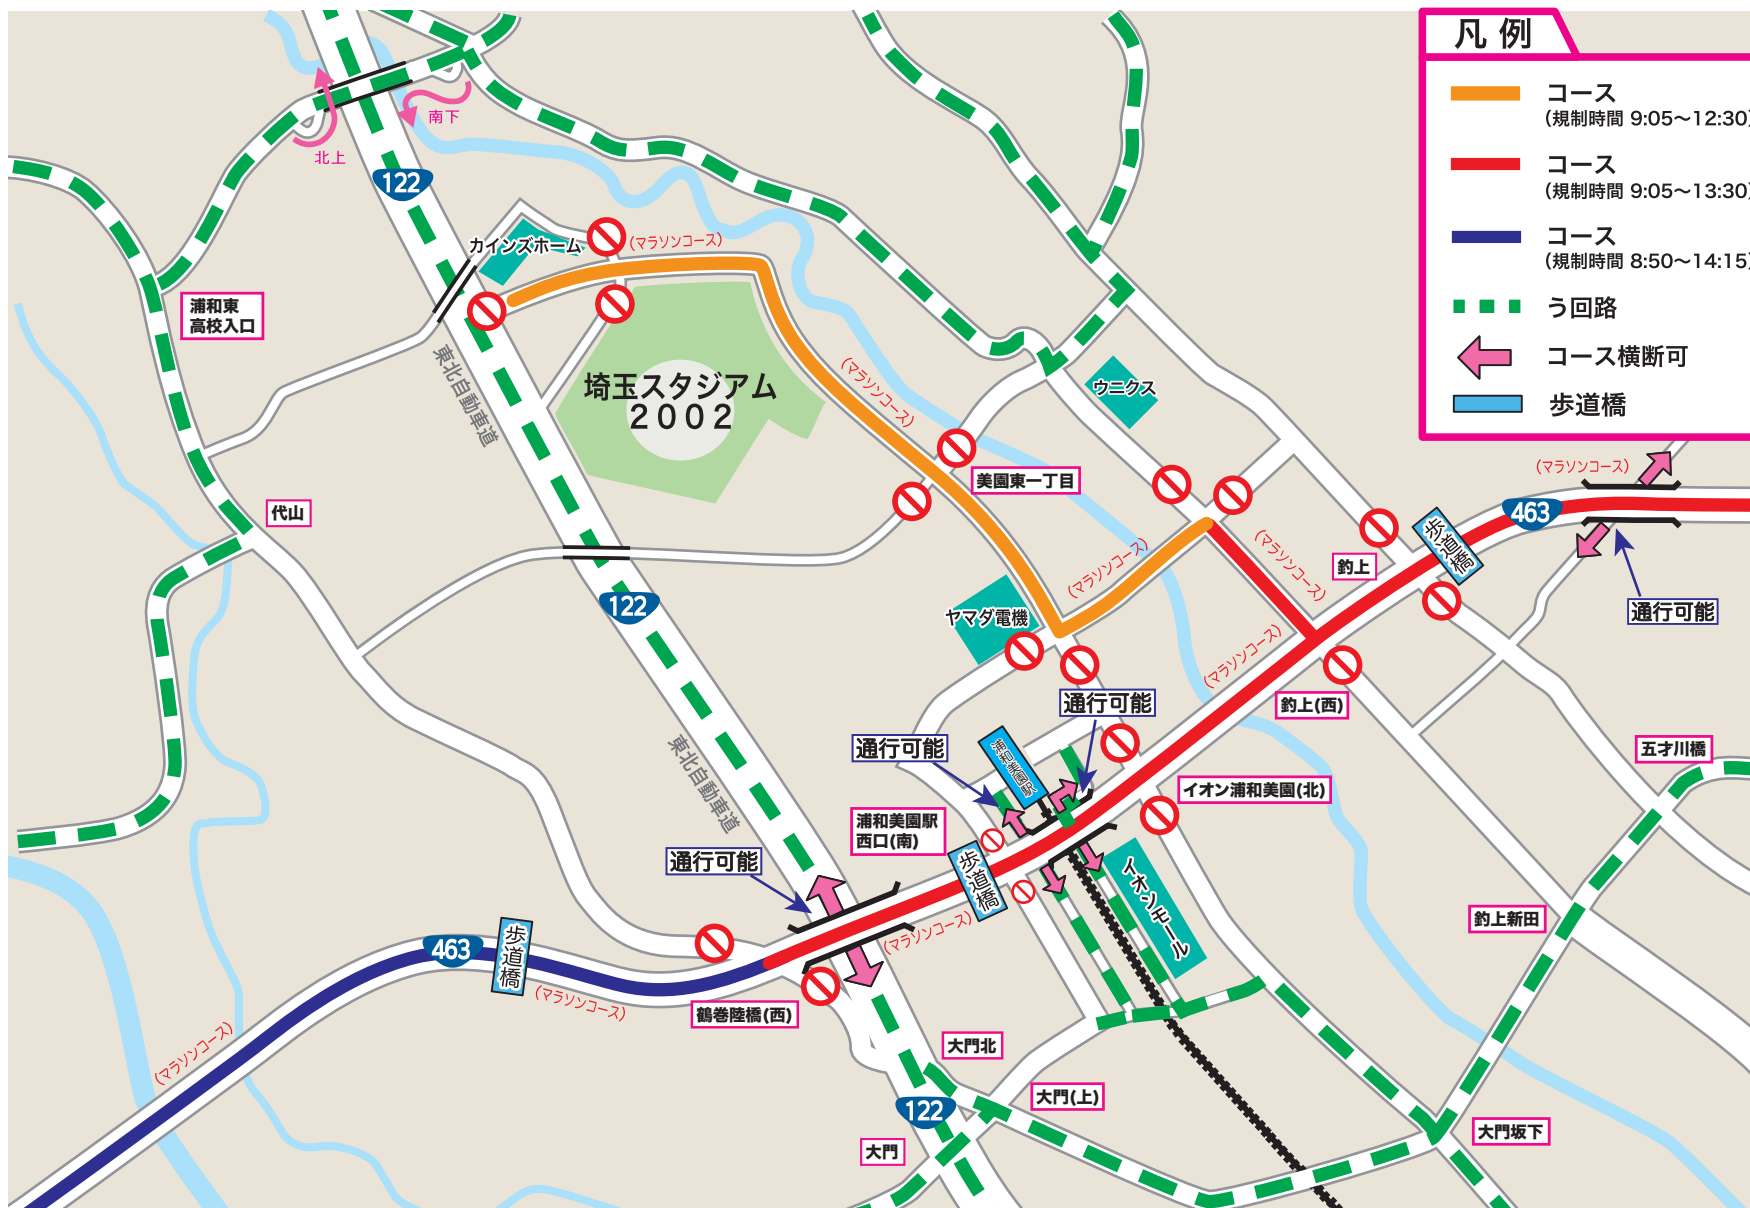 凡 例
コース
(規制時間 9:05～12:30)
コース
(規制時間 9:05～13:30)
コース
(規制時間 8:50～14:15)
う回路
コース横断可
歩道橋
南下
北上
122
カインズホーム
(マラソンコース)
浦和東
高校入口
東北自動車道
埼玉スタジアム
2002
(マラソンコース)
ウニクス
美園東一丁目
(マラソンコース)
463
歩道橋
代山
(マラソンコース)
(マラソンコース)
釣上
通行可能
122
ヤマダ電機
(マラソンコース)
釣上(西)
通行可能
通行可能
浦和美園駅
五才川橋
東北自動車道
イオン浦和美園(北)
浦和美園駅
西口(南)
通行可能
歩道橋
イオンモール
釣上新田
463
歩道橋
(マラソンコース)
(マラソンコース)
鶴巻陸橋(西)
(マラソンコース)
大門北
大門(上)
122
大門
大門坂下